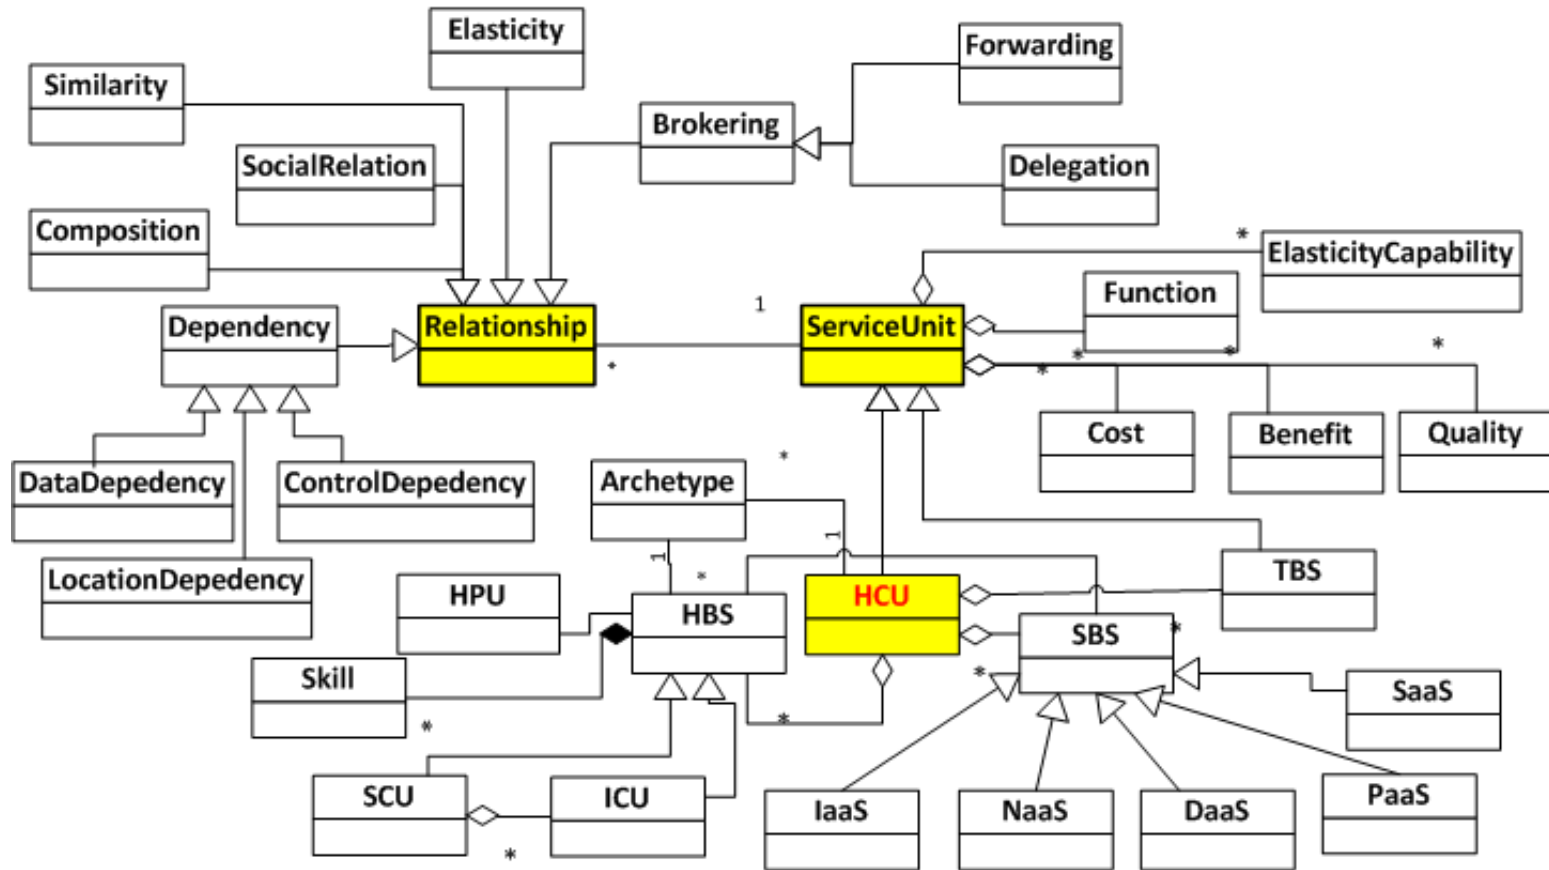 Elasticity
Forwarding
Similarity
Brokering
SocialRelation
Delegation
Composition
*
ElasticityCapability
Function
1
Dependency
Relationship
ServiceUnit
*
*
*
*
*
Cost
Benefit
Quality
*
Archetype
DataDepedency
ControlDepedency
1
1
LocationDepedency
*
HPU
HCU
TBS
HBS
SBS
*
Skill
*
SaaS
*
*
SCU
ICU
IaaS
NaaS
DaaS
PaaS
*